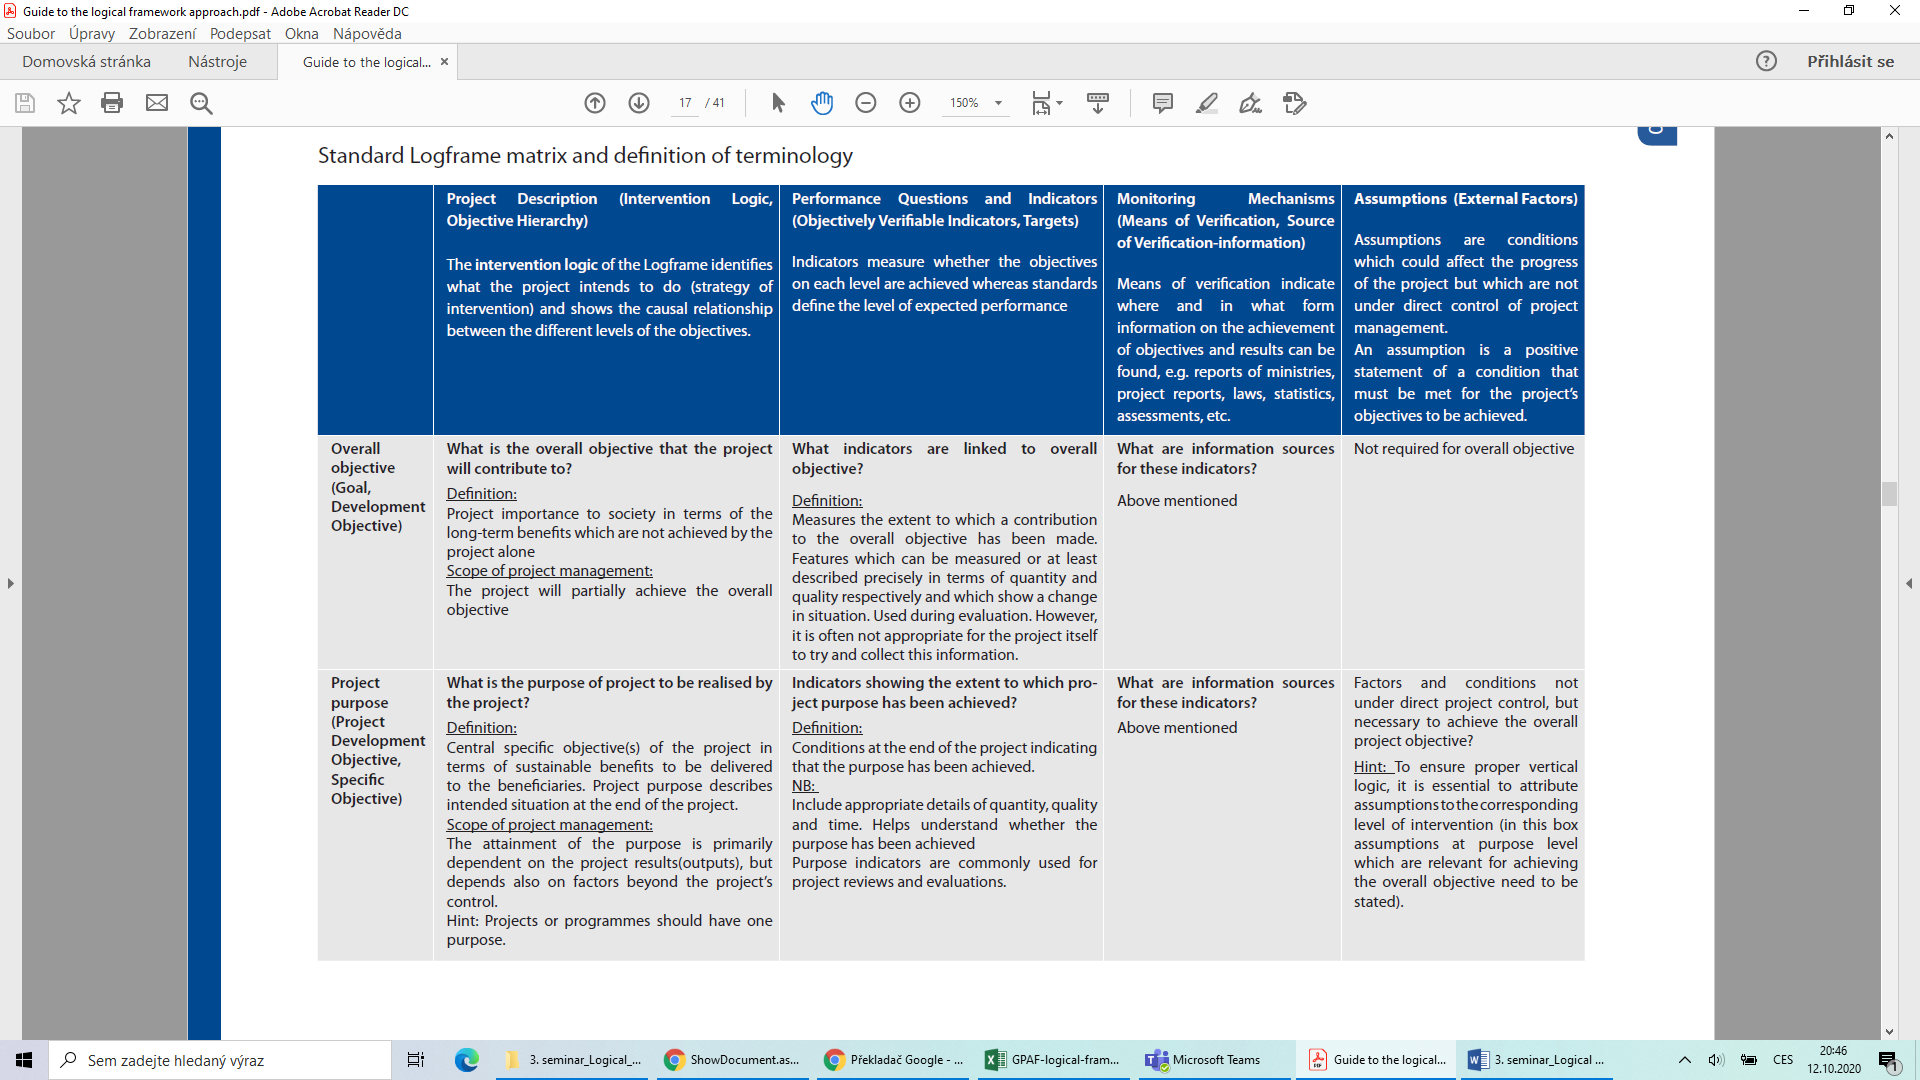 Guide to the logical framework approach.pdf - Adobe Acrobat Reader DC
Soubor Úpravy Zobrazení Podepsat Okna Nápověda
Domovská stránka Nástroje Guide to the logical... × Přihlásit se
17 / 41 150%
Standard Logframe matrix and definition of terminology
Project Description (Intervention Logic,
Objective Hierarchy)
The intervention logic of the Logframe identifies
what the project intends to do (strategy of
intervention) and shows the causal relationship
between the different levels of the objectives.
Performance Questions and Indicators
(Objectively Verifiable Indicators, Targets)
Indicators measure whether the objectives
on each level are achieved whereas standards
define the level of expected performance
Monitoring Mechanisms
(Means of Verification, Source
of Verification-information)
Means of verification indicate
where and in what form
information on the achievement
of objectives and results can be
found, e.g. reports of ministries,
project reports, laws, statistics,
assessments, etc.
Assumptions (External Factors)
Assumptions are conditions
which could affect the progress
of the project but which are not
under direct control of project
management.
An assumption is a positive
statement of a condition that
must be met for the project's
objectives to be achieved.
Overall
objective
(Goal,
Development
Objective)
What is the overall objective that the project
will contribute to?
Definition:
Project importance to society in terms of the
long-term benefits which are not achieved by the
project alone
Scope of project management:
The project will partially achieve the overall
objective
What indicators are linked to overall
objective?
Definition:
Measures the extent to which a contribution
to the overall objective has been made.
Features which can be measured or at least
described precisely in terms of quantity and
quality respectively and which show a change
in situation. Used during evaluation. However,
it is often not appropriate for the project itself
to try and collect this information.
What are information sources
for these indicators?
Above mentioned
Not required for overall objective
Project
purpose
(Project
Development
Objective,
Specific
Objective)
What is the purpose of project to be realised by
the project?
Definition:
Central specific objective(s) of the project in
terms of sustainable benefits to be delivered
to the beneficiaries. Project purpose describes
intended situation at the end of the project.
Scope of project management:
The attainment of the purpose is primarily
dependent on the project results(outputs), but
depends also on factors beyond the project's
control.
Hint: Projects or programmes should have one
purpose.
Indicators showing the extent to which pro-
ject purpose has been achieved?
Definition:
Conditions at the end of the project indicating
that the purpose has been achieved.
NB:
Include appropriate details of quantity, quality
and time. Helps understand whether the
purpose has been achieved
Purpose indicators are commonly used for
project reviews and evaluations.
What are information sources
for these indicators?
Above mentioned
Factors and conditions not
under direct project control, but
necessary to achieve the overall
project objective?
Hint: To ensure proper vertical
logic, it is essential to attribute
assumptions to the corresponding
level of intervention (in this box
assumptions at purpose level
which are relevant for achieving
the overall objective need to be
stated).
Sem zadejte hledaný výraz
3. seminar_Logical_...
ShowDocument.as...
Překladač Google - ...
GPAF-logical-fram...
Microsoft Teams
Guide to the logical...
3. seminar_Logical ...
CES
20:46
12.10.2020
1